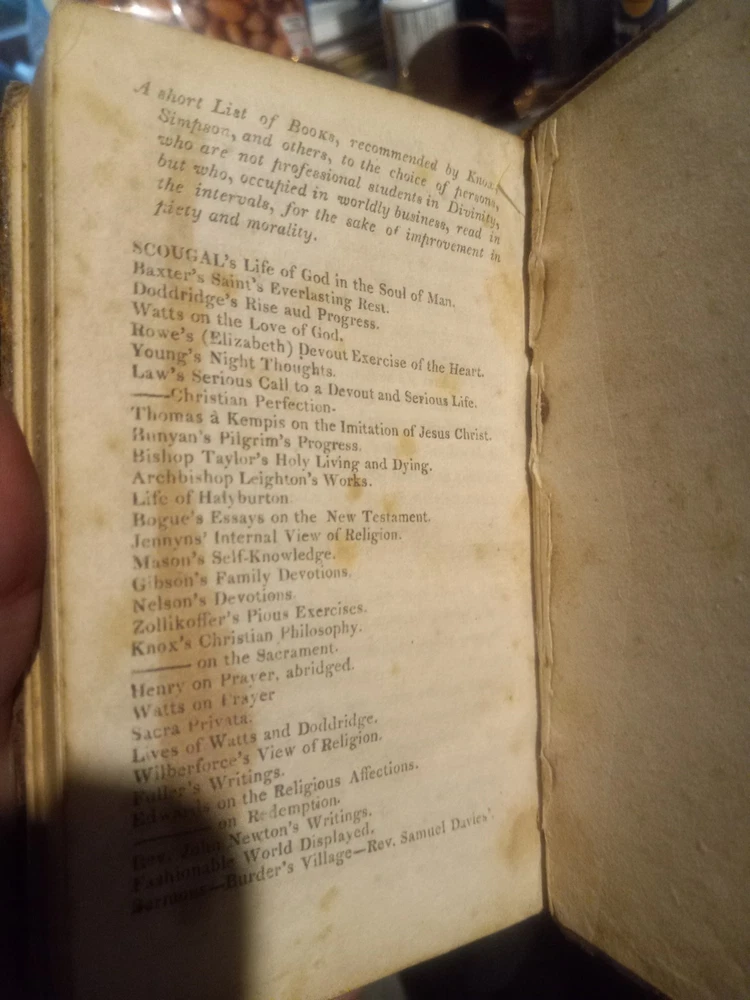 A short List of Books, recommended by Knox,
Simpson, and others, to the choice of persons,
who are not professional students in Divinity,
but who, occupied in worldly business, read in
the intervals, for the sake of improvement in
piety and morality.
SCOUGAL's Life of God in the Soul of Man.
Baxter's Saint's Everlasting Rest.
Doddridge's Rise aud Progress.
Watts on the Love of God.
Rowe's (Elizabeth) Devout Exercise of the Heart.
Young's Night Thoughts.
Law's Serious Call to a Devout and Serious Life.
——Christian Perfection.
Thomas à Kempis on the Imitation of Jesus Christ.
Bunyan's Pilgrim's Progress.
Bishop Taylor's Holy Living and Dying.
Archbishop Leighton's Works.
Life of Halyburton
Bogue's Essays on the New Testament.
Jennyns' Internal View of Religion.
Mason's Self-Knowledge.
Gibson's Family Devotions.
Nelson's Devotions.
Zollikoffer's Pious Exercises.
Knox's Christian Philosophy.
—— on the Sacrament.
Henry on Prayer, abridged.
Watts on Prayer
Sacra Privata.
Lives of Watts and Doddridge.
Wilberforce's View of Religion.
Fuller's Writings.
Edwards on the Religious Affections.
—— on Redemption.
Rev. John Newton's Writings.
Fashionable World Displayed.
Sermons—Burder's Village—Rev. Samuel Davies'.